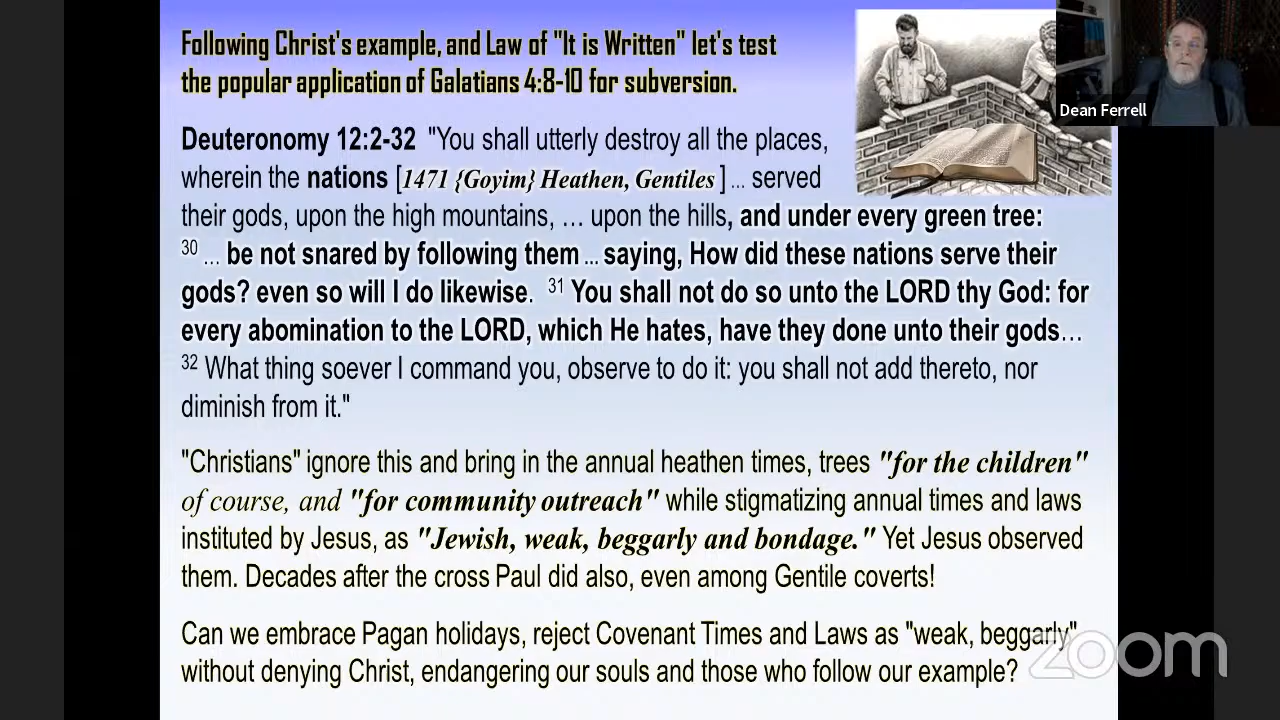 Following Christ's example, and Law of "It is Written" let's test
the popular application of Galatians 4:8-10 for subversion.
Dean Ferrell
Deuteronomy 12:2-32 "You shall utterly destroy all the places,
wherein the nations [1471 {Goyim} Heathen, Gentiles ] ... served
their gods, upon the high mountains, … upon the hills, and under every green tree:
30 … be not snared by following them ... saying, How did these nations serve their
gods? even so will I do likewise. 31 You shall not do so unto the LORD thy God: for
every abomination to the LORD, which He hates, have they done unto their gods…
32 What thing soever I command you, observe to do it: you shall not add thereto, nor
diminish from it."
"Christians" ignore this and bring in the annual heathen times, trees "for the children"
of course, and "for community outreach" while stigmatizing annual times and laws
instituted by Jesus, as "Jewish, weak, beggarly and bondage." Yet Jesus observed
them. Decades after the cross Paul did also, even among Gentile coverts!
Can we embrace Pagan holidays, reject Covenant Times and Laws as "weak, beggarly"
without denying Christ, endangering our souls and those who follow our example?
zoom